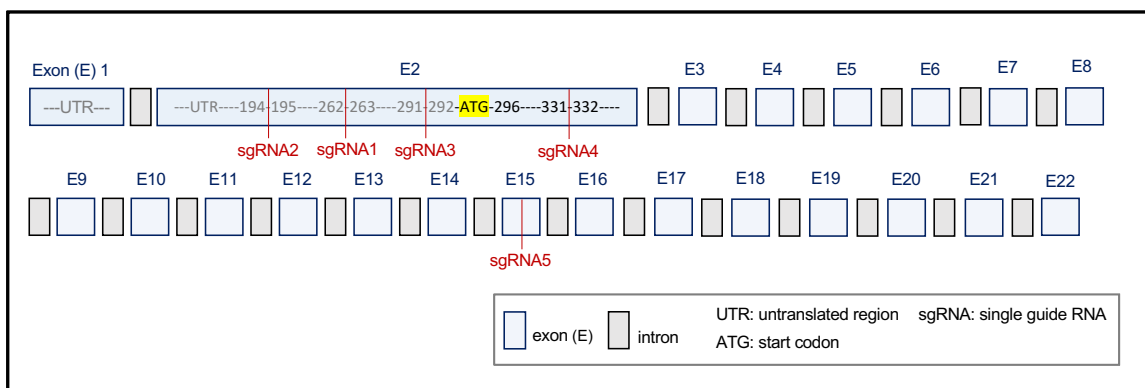 Exon (E) 1 E2 E3 E4 E5 E6 E7 E8
---UTR--- ---UTR----194-195----262-263----291-292-ATG-296----331-332----
sgRNA2 sgRNA1 sgRNA3 sgRNA4
E9 E10 E11 E12 E13 E14 E15 E16 E17 E18 E19 E20 E21 E22
sgRNA5
exon (E) intron UTR: untranslated region sgRNA: single guide RNA
ATG: start codon